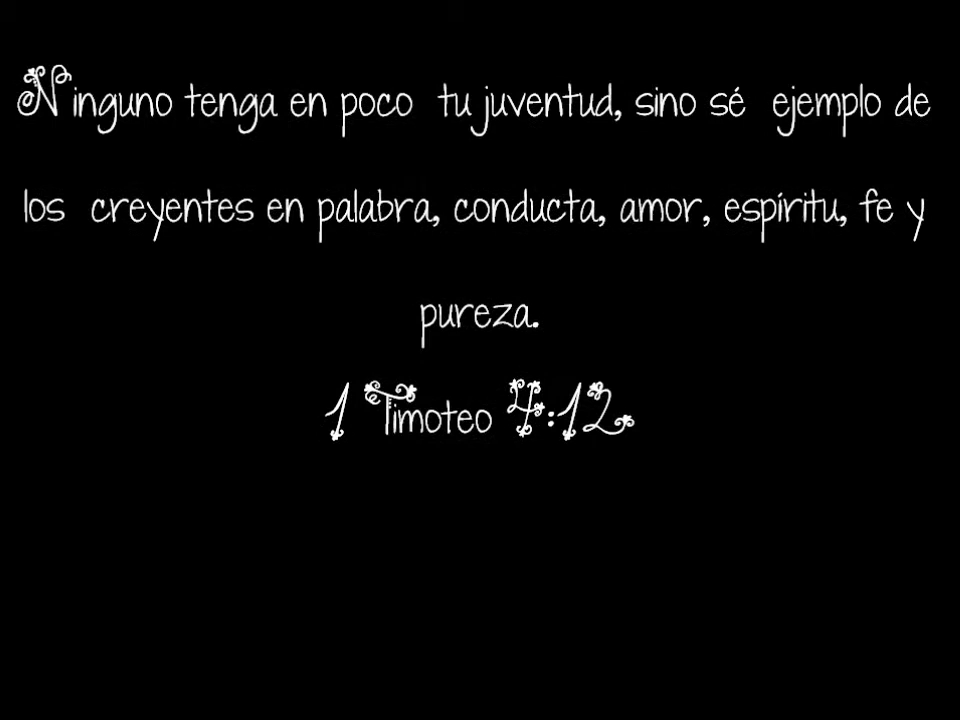 Ninguno tenga en poco tu juventud, sino sé ejemplo de
los creyentes en palabra, conducta, amor, espíritu, fe y
pureza.
1 Timoteo 4:12